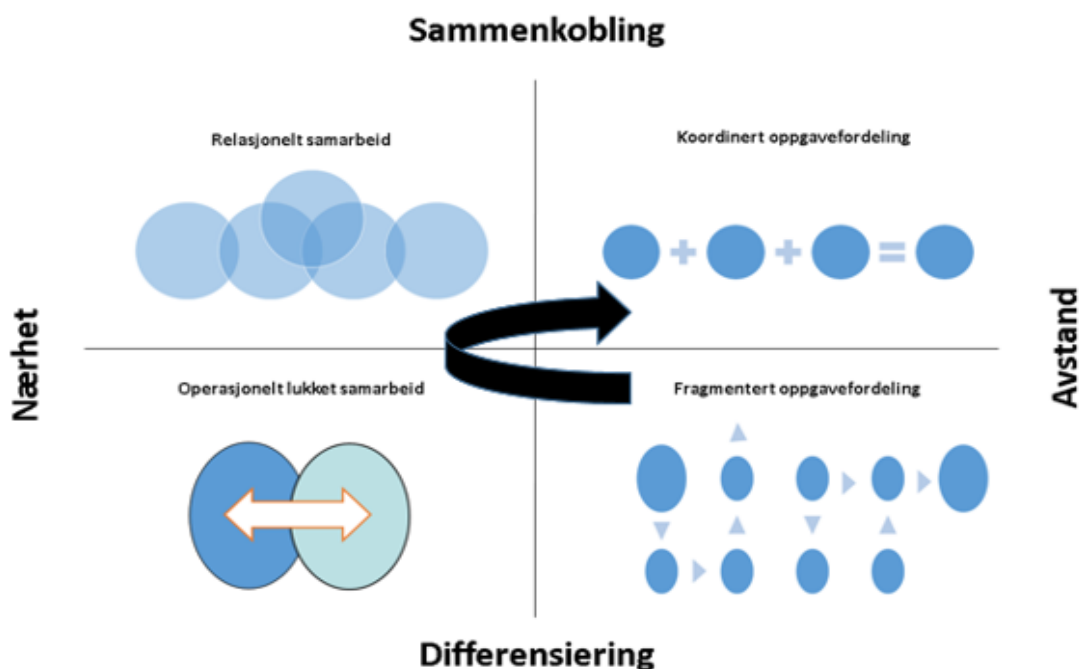 Sammenkobling
Relasjonelt samarbeid
Koordinert oppgavefordeling
Nærhet
Avstand
Operasjonelt lukket samarbeid
Fragmentert oppgavefordeling
Differensiering